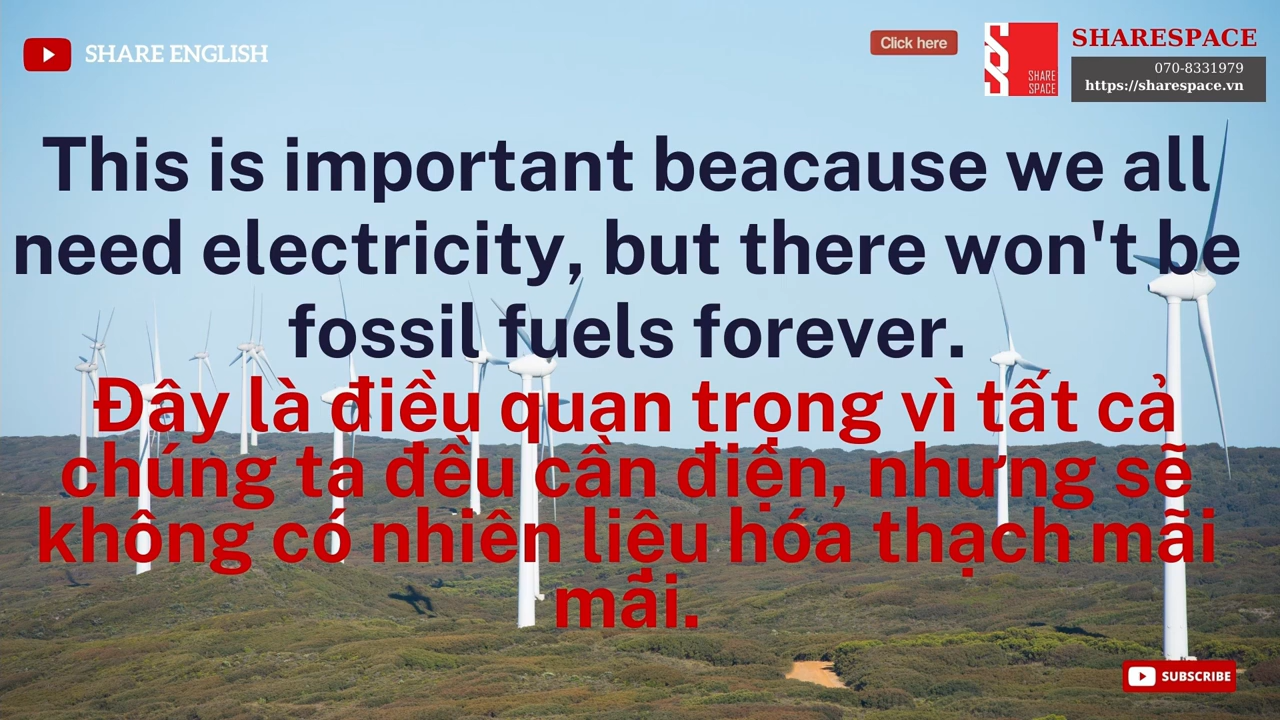 SHARE ENGLISH
Click here
SHARE
SPACE
SHARESPACE
070-8331979
https://sharespace.vn
This is important beacause we all
need electricity, but there won't be
fossil fuels forever.
Đây là điều quan trọng vì tất cả
chúng ta đều cần điện, nhưng sẽ
không có nhiên liệu hóa thạch mãi
mãi.
SUBSCRIBE